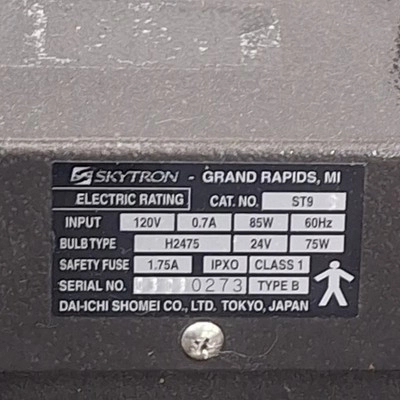 SKYTRON - GRAND RAPIDS, MI
ELECTRIC RATING CAT. NO. ST9
INPUT 120V 0.7A 85W 60Hz
BULB TYPE H2475 24V 75W
SAFETY FUSE 1.75A IPXO CLASS 1
SERIAL NO. 0273 TYPE B
DAI-ICHI SHOMEI CO., LTD. TOKYO, JAPAN